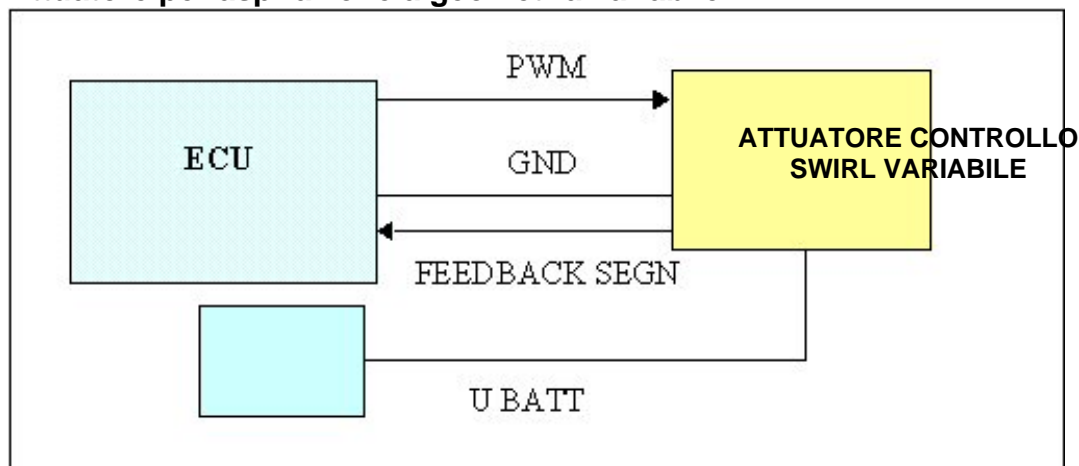 PWM
ECU
ATTUATORE CONTROLLO
SWIRL VARIABILE
GND
FEEDBACK SEGN
U BATT